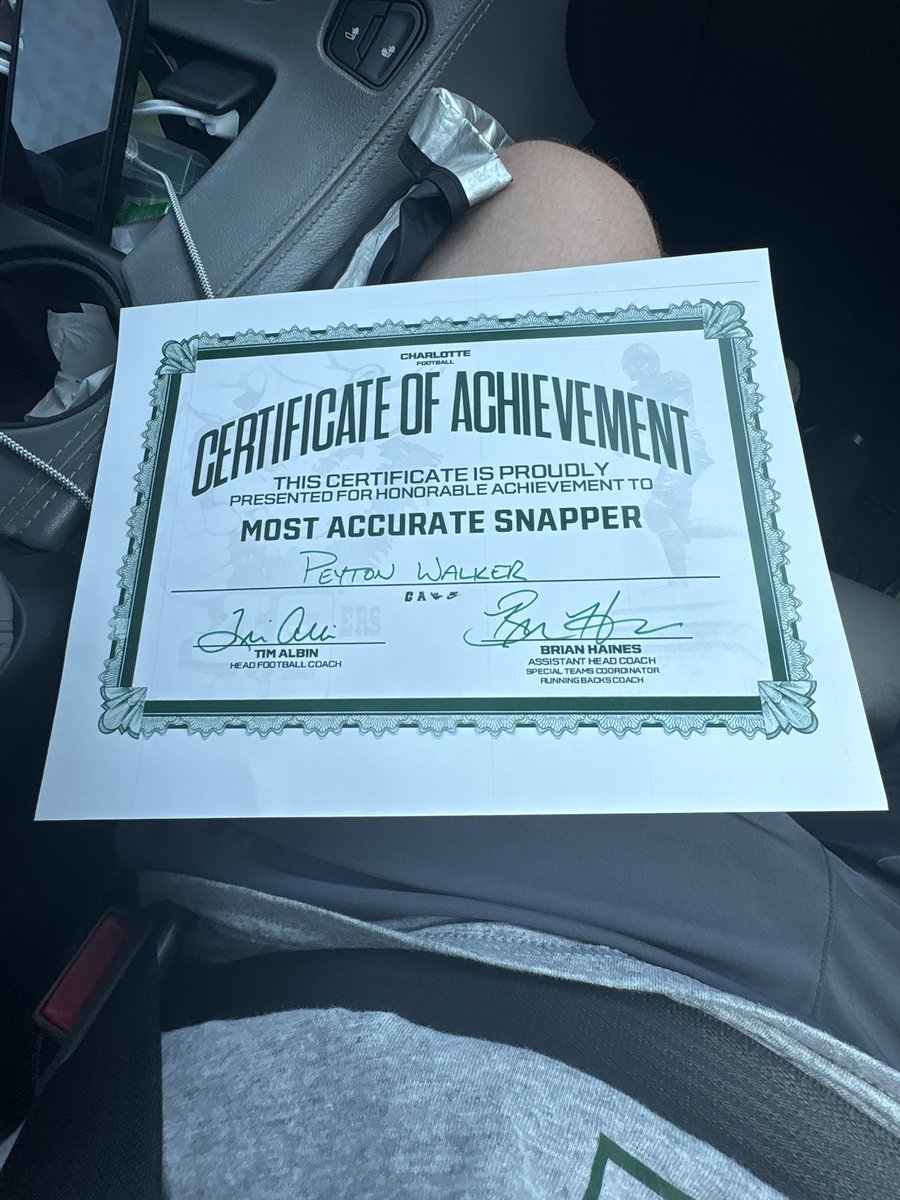 CHARLOTTE
FOOTBALL
CERTIFICATE OF ACHIEVEMENT
THIS CERTIFICATE IS PROUDLY
PRESENTED FOR HONORABLE ACHIEVEMENT TO
MOST ACCURATE SNAPPER
PEYTON WALKER
TIM ALBIN
HEAD FOOTBALL COACH
BRIAN HAINES
ASSISTANT HEAD COACH
SPECIAL TEAMS COORDINATOR
RUNNING BACKS COACH